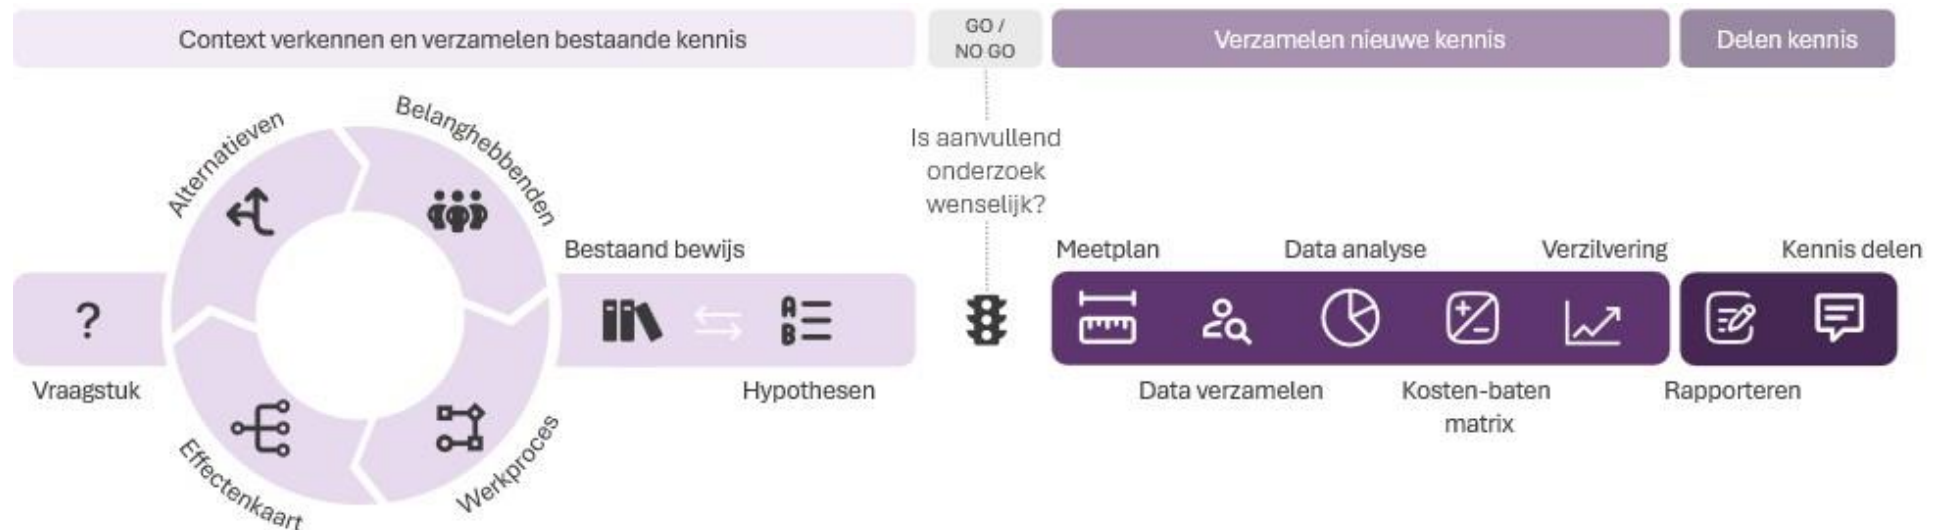 Context verkennen en verzamelen bestaande kennis
GO /
NO GO
Verzamelen nieuwe kennis
Delen kennis
Is aanvullend
onderzoek
wenselijk?
Alternatieven
Belanghebbenden
Werkproces
Effectenkaart
?
Vraagstuk
Bestaand bewijs
A
B
Hypothesen
Meetplan
Data verzamelen
Data analyse
Kosten-baten
matrix
Verzilvering
Rapporteren
Kennis delen